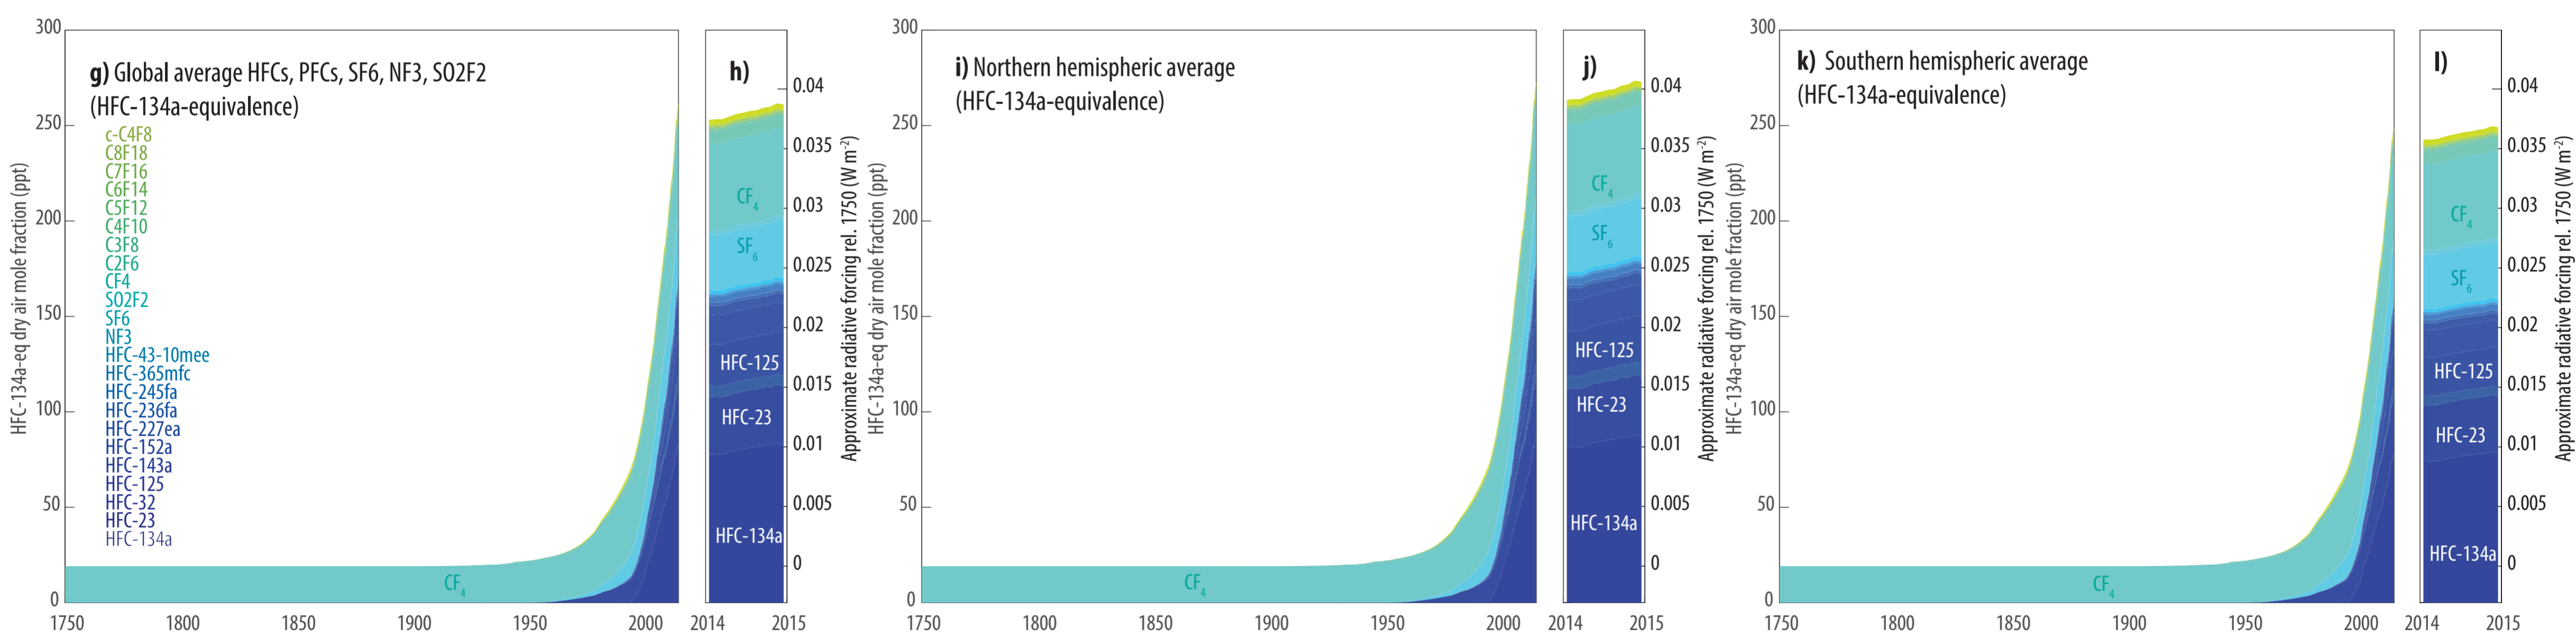 g) Global average HFCs, PFCs, SF6, NF3, SO2F2
(HFC-134a-equivalence)
HFC-134a-eq dry air mole fraction (ppt)
300
250
200
150
100
50
0
c-C4F8
C8F18
C7F16
C6F14
C5F12
C4F10
C3F8
C2F6
CF4
SO2F2
SF6
NF3
HFC-43-10mee
HFC-365mfc
HFC-245fa
HFC-236fa
HFC-227ea
HFC-152a
HFC-143a
HFC-125
HFC-32
HFC-23
HFC-134a
CF4
1750 1800 1850 1900 1950 2000
h)
CF4
SF6
HFC-125
HFC-23
HFC-134a
0.04
0.035
0.03
0.025
0.02
0.015
0.01
0.005
0
2014 2015
Approximate radiative forcing rel. 1750 (W m-2)
i) Northern hemispheric average
(HFC-134a-equivalence)
HFC-134a-eq dry air mole fraction (ppt)
300
250
200
150
100
50
0
CF4
1750 1800 1850 1900 1950 2000
j)
CF4
SF6
HFC-125
HFC-23
HFC-134a
0.04
0.035
0.03
0.025
0.02
0.015
0.01
0.005
0
2014 2015
Approximate radiative forcing rel. 1750 (W m-2)
k) Southern hemispheric average
(HFC-134a-equivalence)
HFC-134a-eq dry air mole fraction (ppt)
300
250
200
150
100
50
0
CF4
1750 1800 1850 1900 1950 2000
l)
CF4
SF6
HFC-125
HFC-23
HFC-134a
0.04
0.035
0.03
0.025
0.02
0.015
0.01
0.005
0
2014 2015
Approximate radiative forcing rel. 1750 (W m-2)